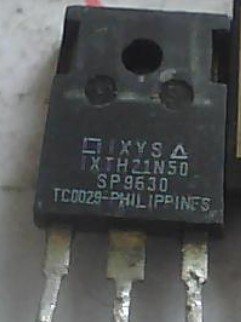 IXYS
IXTH21N50
SP9630
TC0029-PHILIPPINES